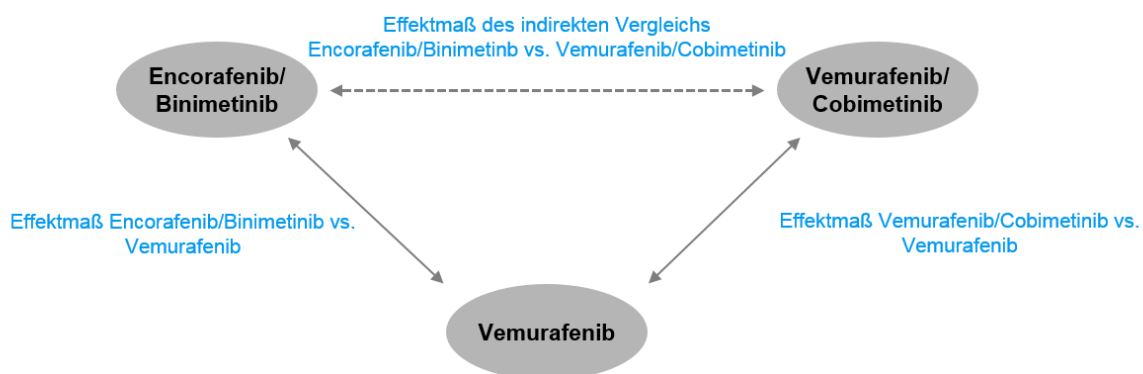 Effektmaß des indirekten Vergleichs
Encorafenib/Binimetinb vs. Vemurafenib/Cobimetinib
Encorafenib/
Binimetinib
Vemurafenib/
Cobimetinib
Effektmaß Encorafenib/Binimetinib vs.
Vemurafenib
Effektmaß Vemurafenib/Cobimetinib vs.
Vemurafenib
Vemurafenib